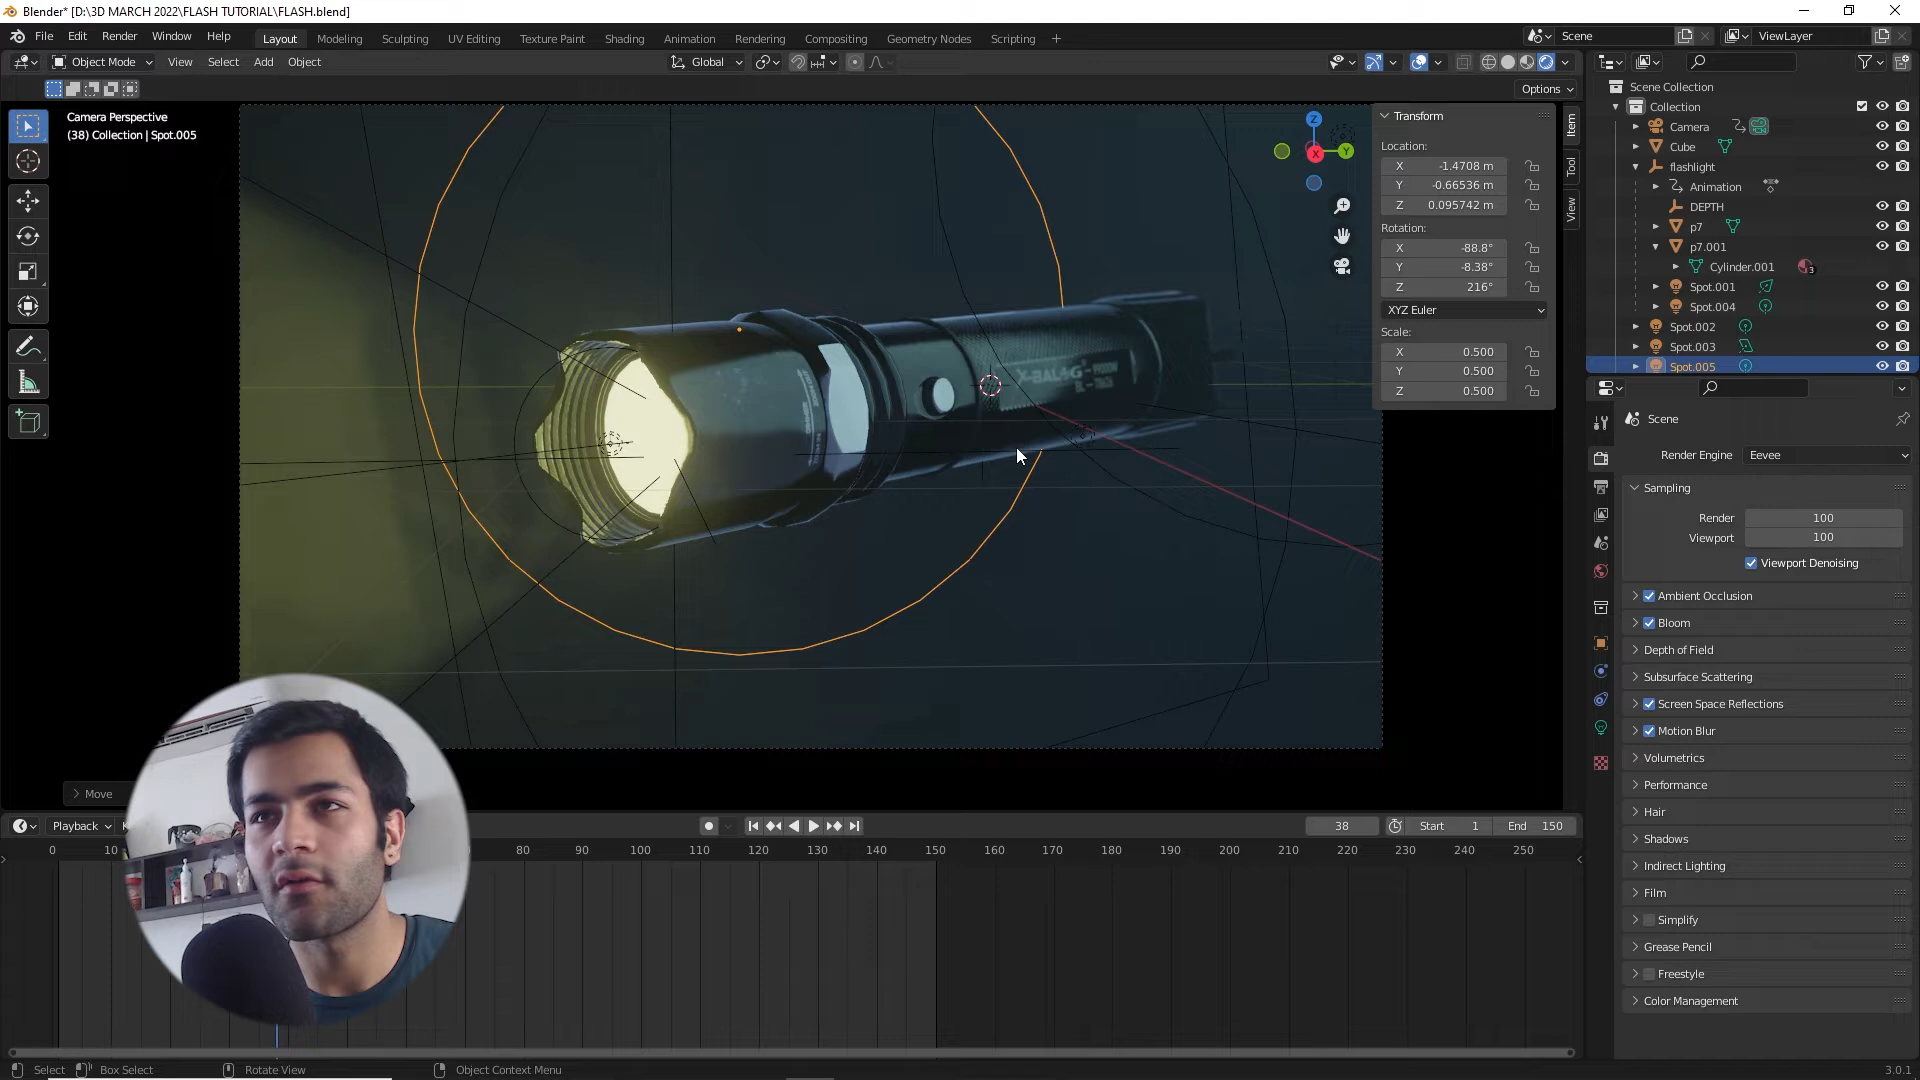 Blender* [D:\3D MARCH 2022\FLASH TUTORIAL\FLASH.blend]
File Edit Render Window Help
Layout Modeling Sculpting UV Editing Texture Paint Shading Animation Rendering Compositing Geometry Nodes Scripting +
Scene ViewLayer
Object Mode View Select Add Object Global
Options
Camera Perspective
(38) Collection | Spot.005
Z
Y
X
Item
Tool
View
Transform
Location:
X -1.4708 m
Y -0.66536 m
Z 0.095742 m
Rotation:
X -88.8°
Y -8.38°
Z 216°
XYZ Euler
Scale:
X 0.500
Y 0.500
Z 0.500
Scene Collection
Collection
Camera
Cube
flashlight
Animation
DEPTH
p7
p7.001
Cylinder.001 3
Spot.001
Spot.004
Spot.002
Spot.003
Spot.005
Scene
Render Engine Eevee
Sampling
Render 100
Viewport 100
Viewport Denoising
Ambient Occlusion
Bloom
Depth of Field
Subsurface Scattering
Screen Space Reflections
Motion Blur
Volumetrics
Performance
Hair
Shadows
Indirect Lighting
Film
Simplify
Grease Pencil
Freestyle
Color Management
Move
Playback K
38 Start 1 End 150
0 10 80 90 100 110 120 130 140 150 160 170 180 190 200 210 220 230 240 250
Select Box Select Rotate View Object Context Menu 3.0.1